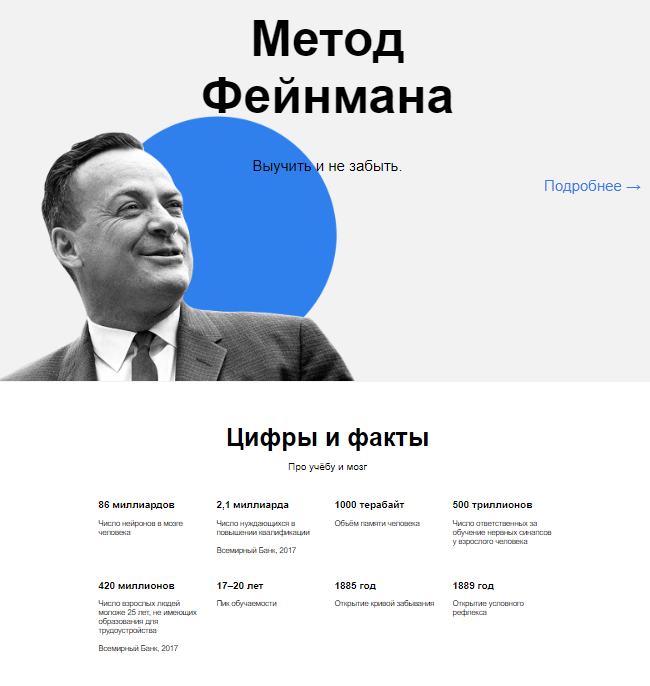 Метод
Фейнмана
Выучить и не забыть.
Подробнее →
Цифры и факты
Про учёбу и мозг
86 миллиардов
Число нейронов в мозге
человека
2,1 миллиарда
Число нуждающихся в
повышении квалификации
Всемирный Банк, 2017
1000 терабайт
Объём памяти человека
500 триллионов
Число ответственных за
обучение нервных синапсов
у взрослого человека
420 миллионов
Число взрослых людей
моложе 25 лет, не имеющих
образования для
трудоустройства
Всемирный Банк, 2017
17–20 лет
Пик обучаемости
1885 год
Открытие кривой забывания
1889 год
Открытие условного
рефлекса